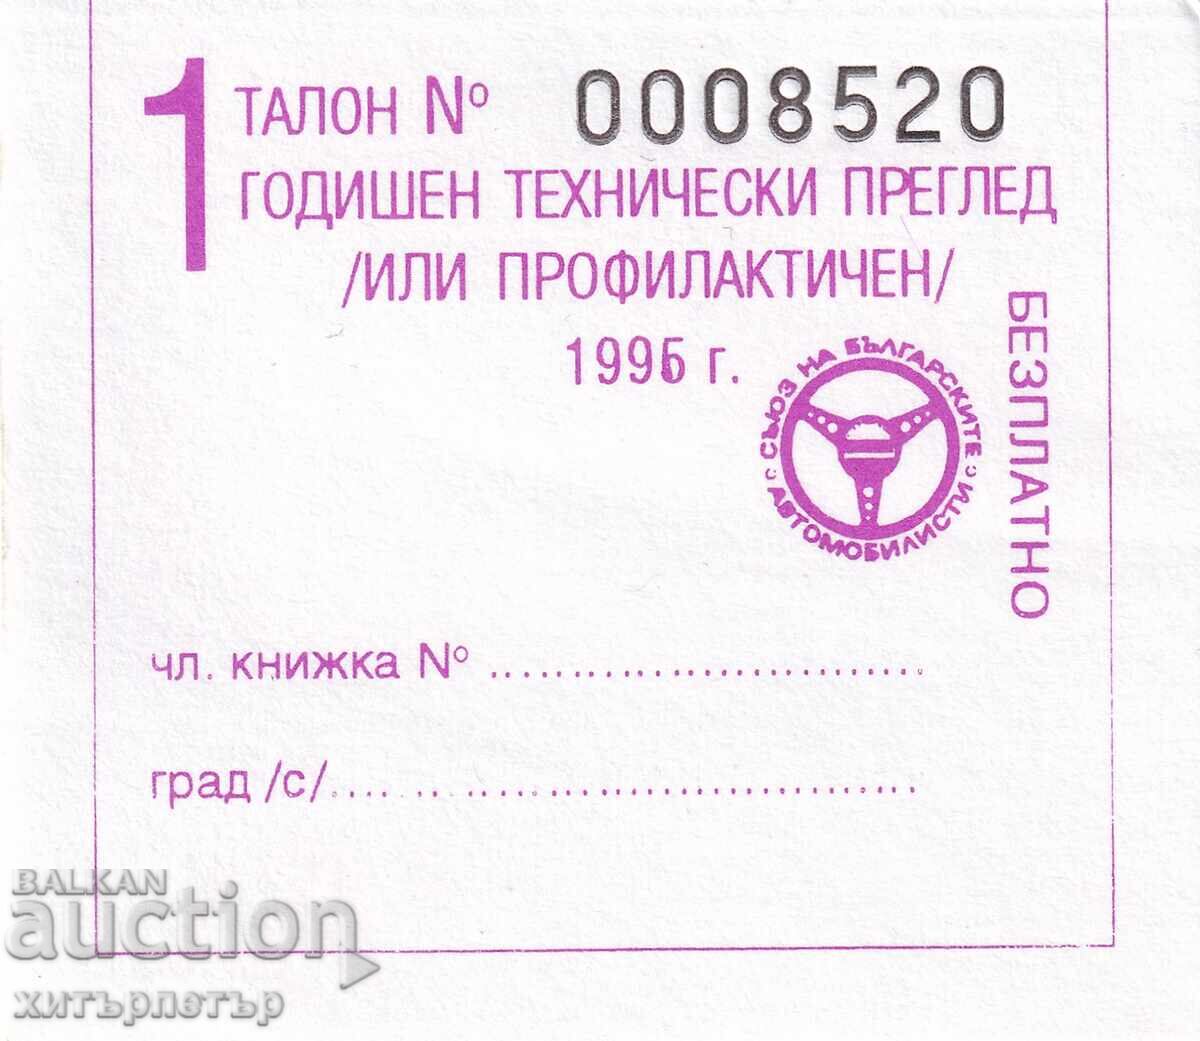 1 ТАЛОН № 0008520
ГОДИШЕН ТЕХНИЧЕСКИ ПРЕГЛЕД
/ИЛИ ПРОФИЛАКТИЧЕН/
1996 г.
СЪЮЗ НА БЪЛГАРСКИТЕ АВТОМОБИЛИСТИ
БЕЗПЛАТНО
чл. книжка № ................................
град /с/................................
BALKAN
auction
хитърпетър